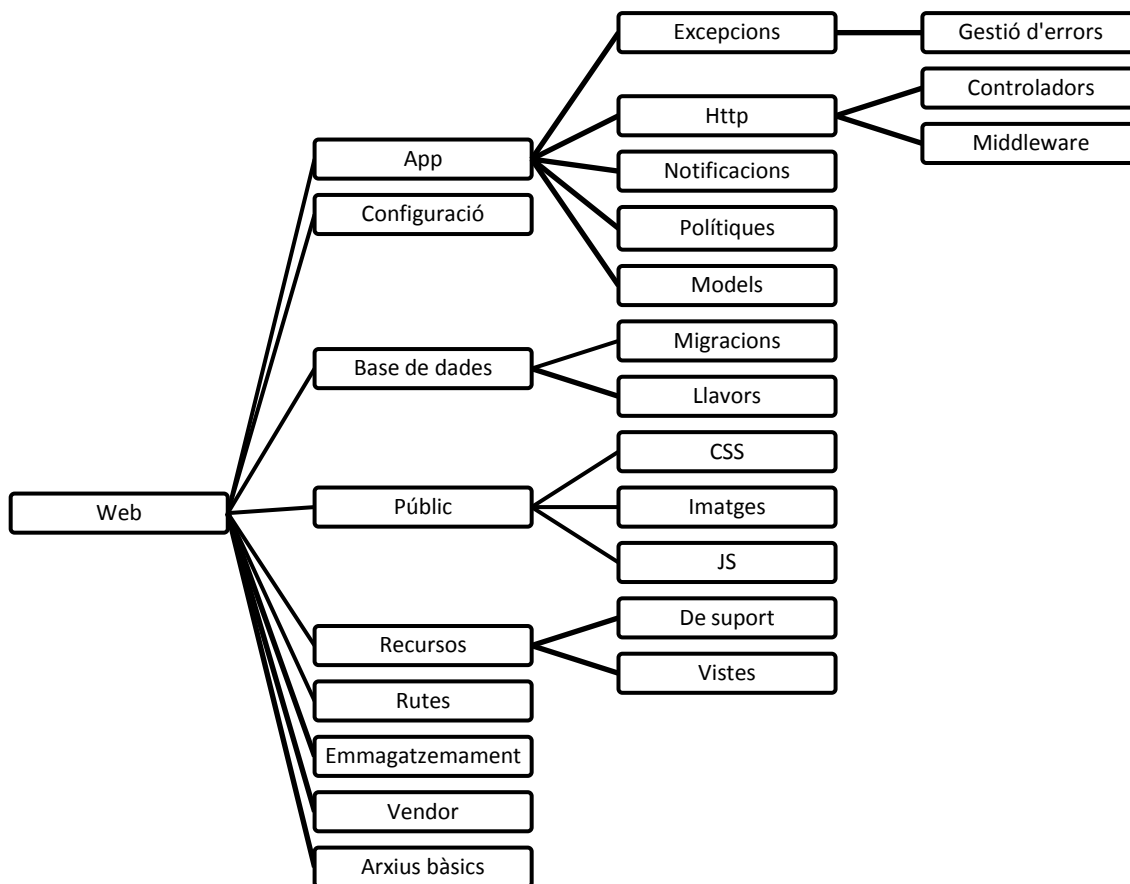 Excepcions
Gestió d'errors
Controladors
Http
Middleware
App
Notificacions
Configuració
Polítiques
Models
Migracions
Base de dades
Llavors
CSS
Web
Públic
Imatges
JS
De suport
Recursos
Vistes
Rutes
Emmagatzemament
Vendor
Arxius bàsics